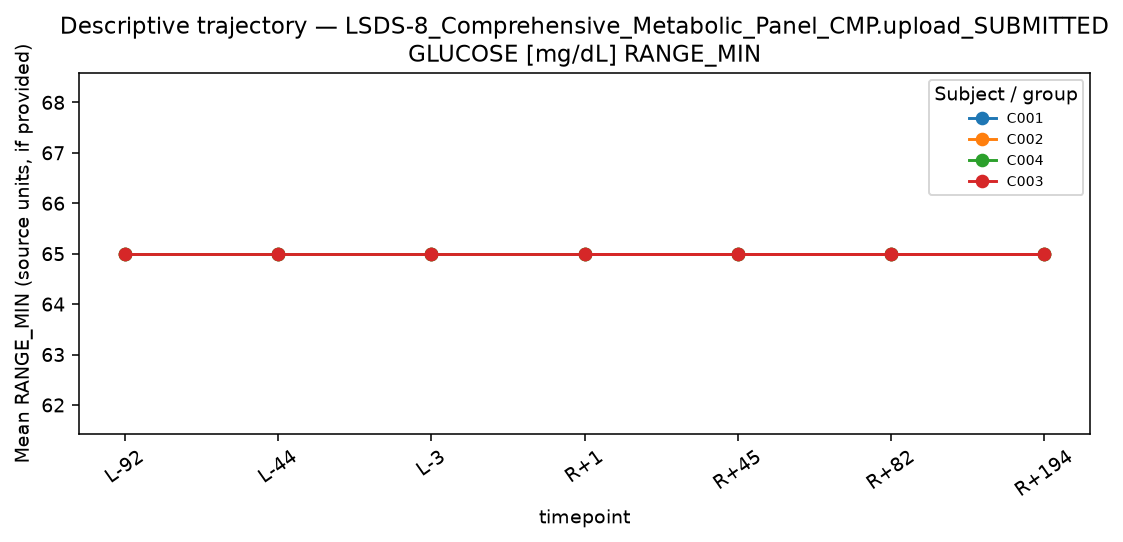 Descriptive trajectory — LSDS-8_Comprehensive_Metabolic_Panel_CMP.upload_SUBMITTED
GLUCOSE [mg/dL] RANGE_MIN
Mean RANGE_MIN (source units, if provided)
68
67
66
65
64
63
62
Subject / group
C001
C002
C004
C003
L-92
L-44
L-3
R+1
R+45
R+82
R+194
timepoint